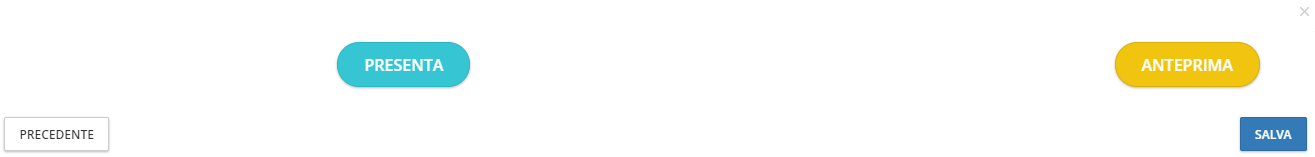 PRESENTA
ANTEPRIMA
PRECEDENTE
SALVA